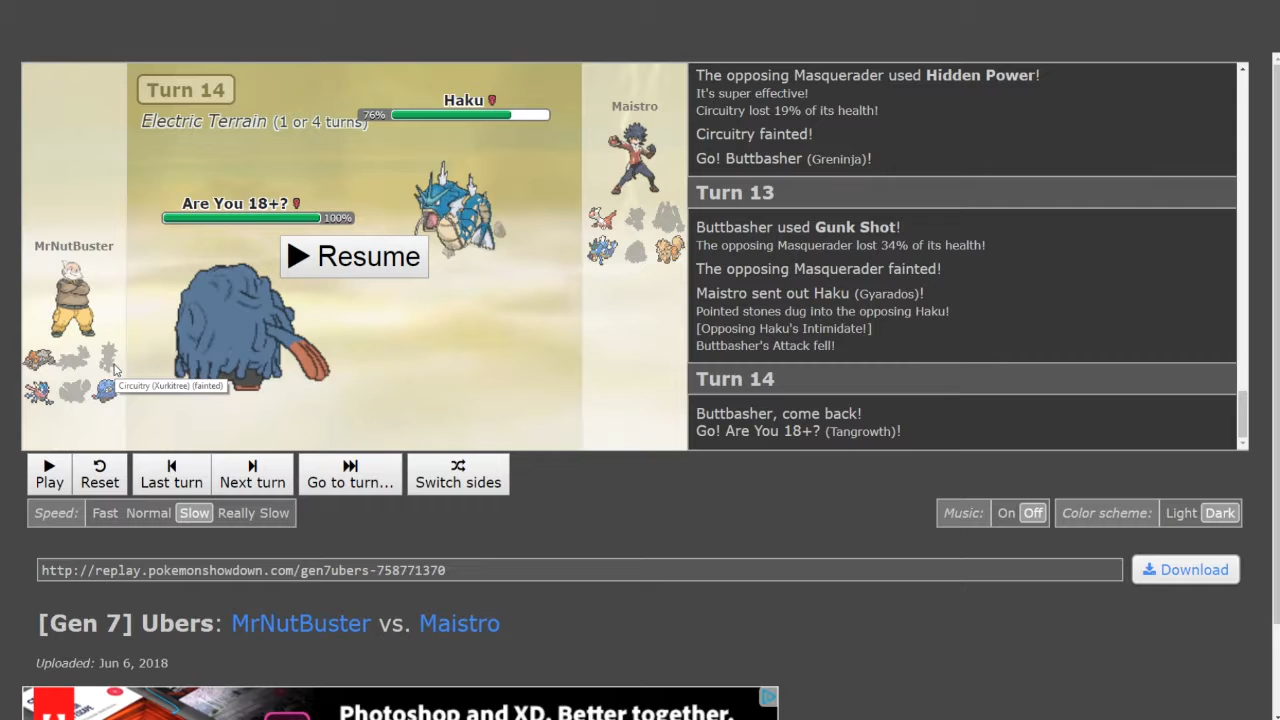 Turn 14
Electric Terrain (1 or 4 turns)
Haku
76%
Are You 18+?
100%
Resume
MrNutBuster
Circuitry (Xurkitree) (fainted)
Maistro
The opposing Masquerader used Hidden Power!
It's super effective!
Circuitry lost 19% of its health!
Circuitry fainted!
Go! Buttbasher (Greninja)!
Turn 13
Buttbasher used Gunk Shot!
The opposing Masquerader lost 34% of its health!
The opposing Masquerader fainted!
Maistro sent out Haku (Gyarados)!
Pointed stones dug into the opposing Haku!
[Opposing Haku's Intimidate!]
Buttbasher's Attack fell!
Turn 14
Buttbasher, come back!
Go! Are You 18+? (Tangrowth)!
Play Reset Last turn Next turn Go to turn... Switch sides
Speed: Fast Normal Slow Really Slow
Music: On Off Color scheme: Light Dark
http://replay.pokemonshowdown.com/gen7ubers-758771370
Download
[Gen 7] Ubers: MrNutBuster vs. Maistro
Uploaded: Jun 6, 2018
Photoshop and XD. Better together.